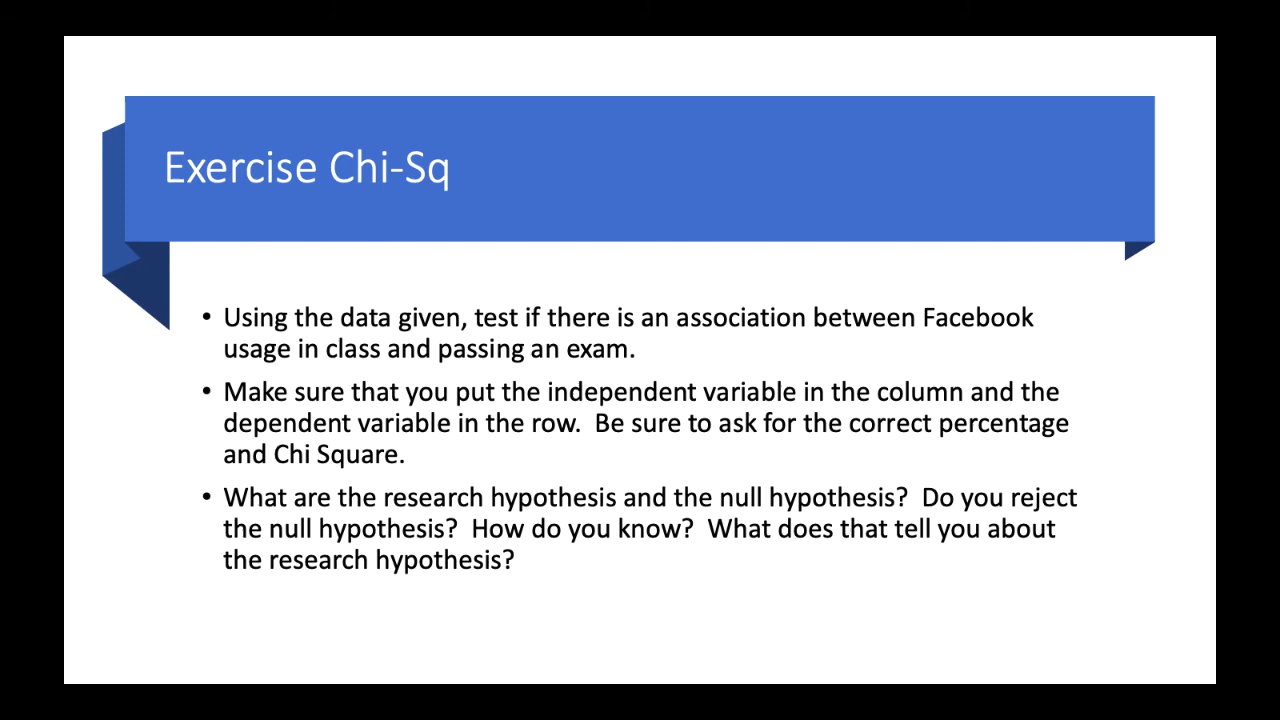 Exercise Chi-Sq
• Using the data given, test if there is an association between Facebook
usage in class and passing an exam.
• Make sure that you put the independent variable in the column and the
dependent variable in the row.  Be sure to ask for the correct percentage
and Chi Square.
• What are the research hypothesis and the null hypothesis?  Do you reject
the null hypothesis?  How do you know?  What does that tell you about
the research hypothesis?